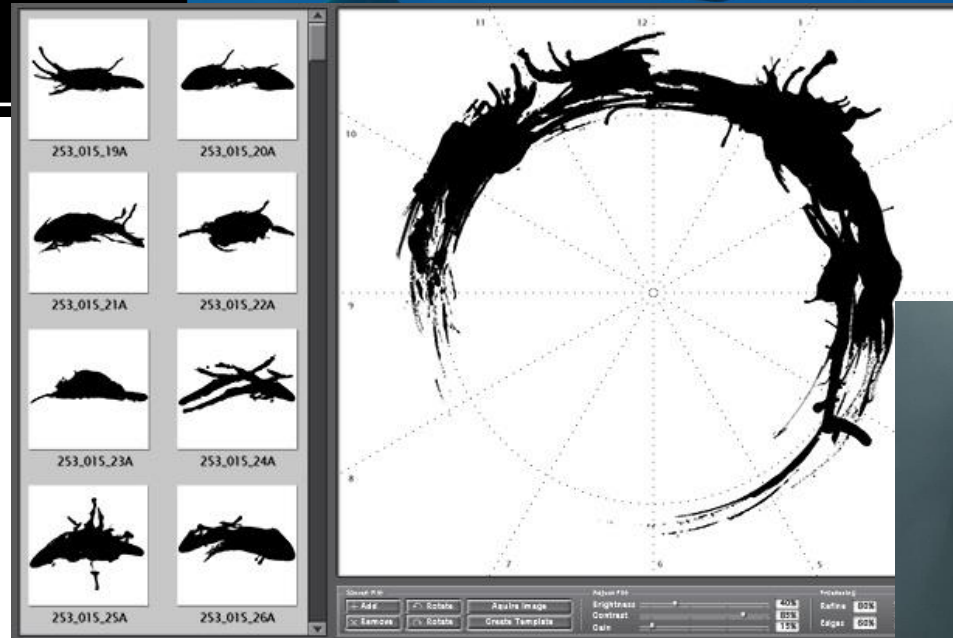 253_015_19A
253_015_20A
253_015_21A
253_015_22A
253_015_23A
253_015_24A
253_015_25A
253_015_26A
11
12
1
10
9
8
7
6
5
+ Add
Rotate
Aquire Image
× Remove
Rotate
Create Template
Brightness
40%
Contrast
85%
Gain
15%
Refine
80%
Edges
60%